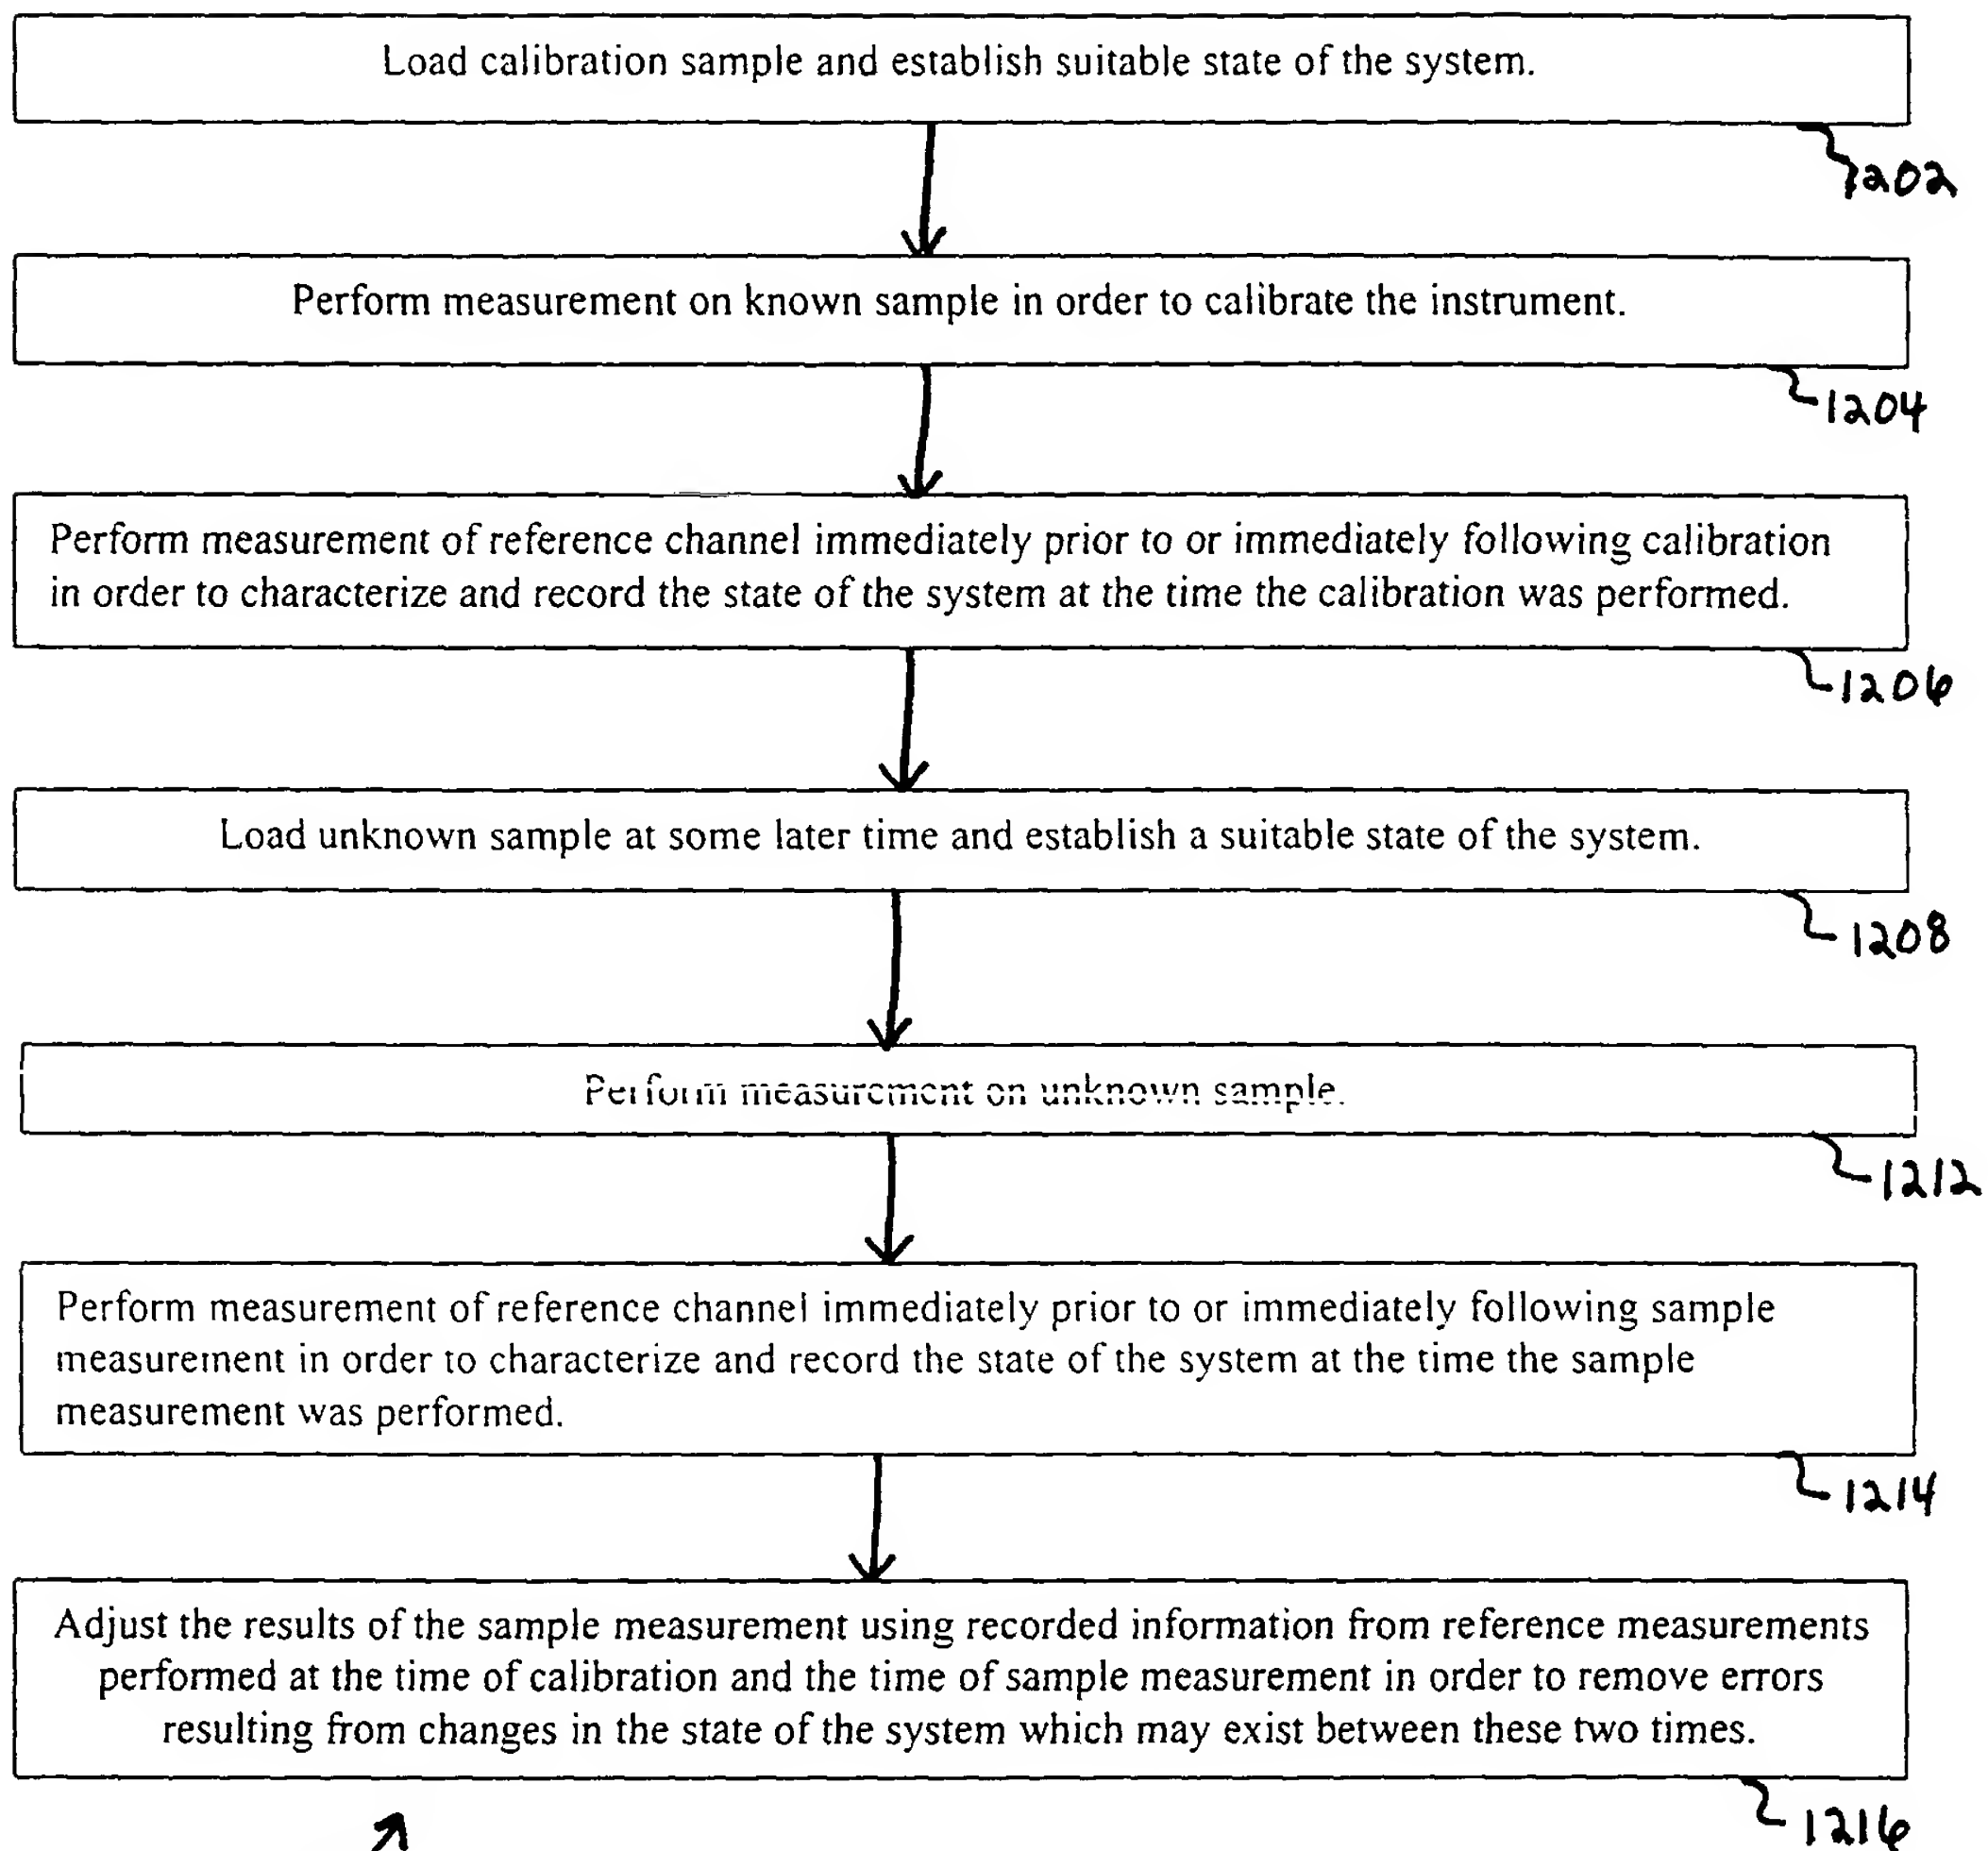 Load calibration sample and establish suitable state of the system.
1202
Perform measurement on known sample in order to calibrate the instrument.
1204
Perform measurement of reference channel immediately prior to or immediately following calibration
in order to characterize and record the state of the system at the time the calibration was performed.
1206
Load unknown sample at some later time and establish a suitable state of the system.
1208
Perform measurement on unknown sample.
1212
Perform measurement of reference channel immediately prior to or immediately following sample
measurement in order to characterize and record the state of the system at the time the sample
measurement was performed.
1214
Adjust the results of the sample measurement using recorded information from reference measurements
performed at the time of calibration and the time of sample measurement in order to remove errors
resulting from changes in the state of the system which may exist between these two times.
1216